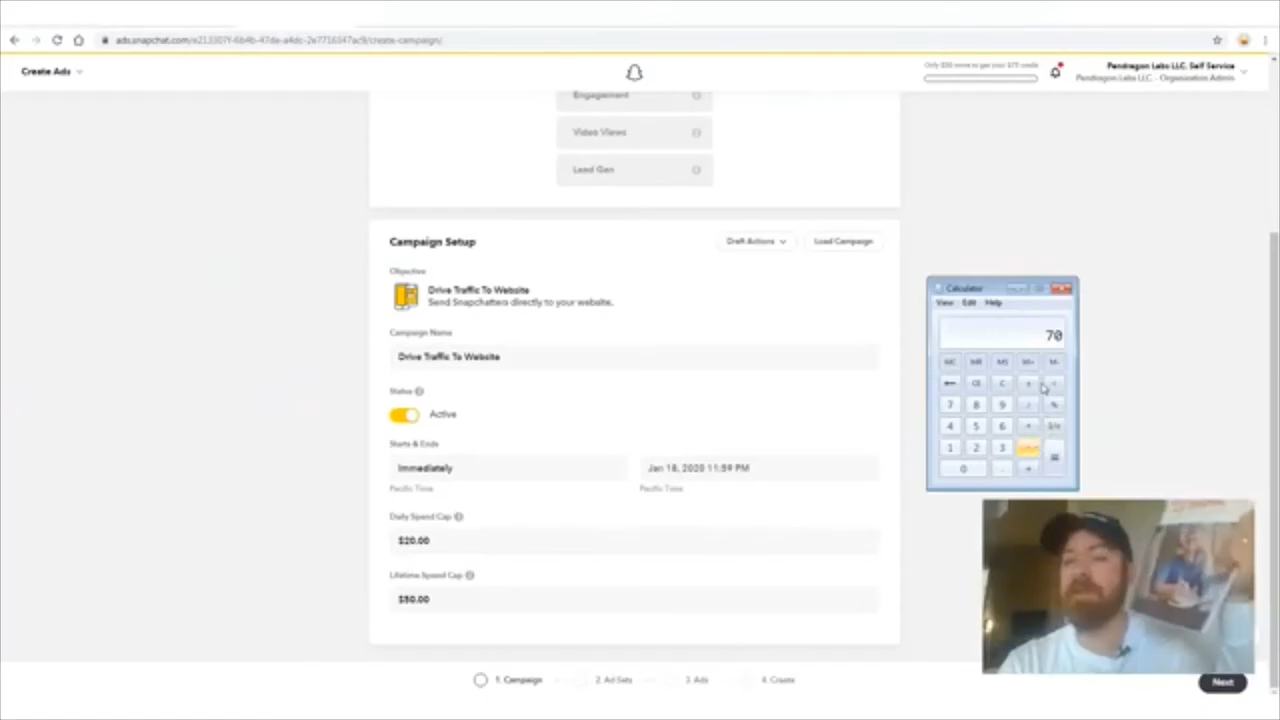 Create Ads
Pendragon Labs LLC. Self Service
Pendragon Labs LLC. - Organization Admin
Engagement
Video Views
Lead Gen
Campaign Setup
Draft Actions
Load Campaign
Objective
Drive Traffic To Website
Send Snapchatters directly to your website.
Campaign Name
Drive Traffic To Website
Status
Active
Starts & Ends
Immediately
Jan 18, 2020 11:59 PM
Pacific Time
Pacific Time
Daily Spend Cap
$20.00
Lifetime Spend Cap
$50.00
1. Campaign
2. Ad Sets
3. Ads
4. Create
Next
Calculator
View Edit Help
70
MC MR MS M+ M-
CE C
7 8 9 / %
4 5 6 * 1/x
1 2 3 - =
0 . +